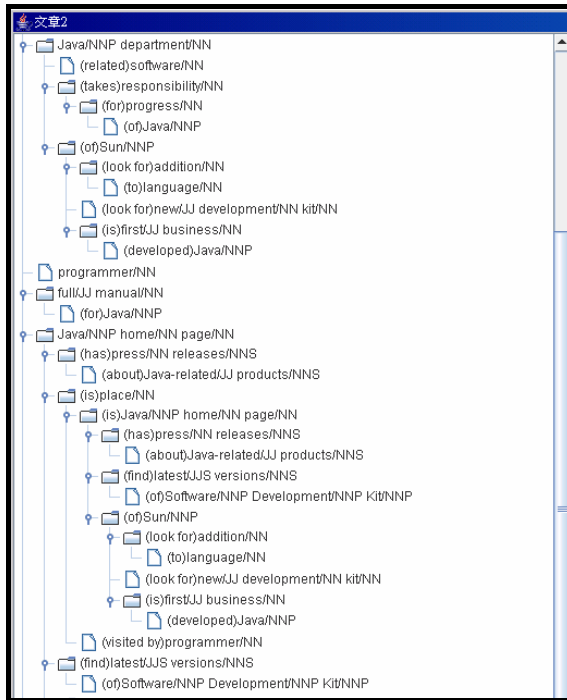 文章2
Java/NNP department/NN
(related)software/NN
(takes)responsibility/NN
(for)progress/NN
(of)Java/NNP
(of)Sun/NNP
(look for)addition/NN
(to)language/NN
(look for)new/JJ development/NN kit/NN
(is)first/JJ business/NN
(developed)Java/NNP
programmer/NN
full/JJ manual/NN
(for)Java/NNP
Java/NNP home/NN page/NN
(has)press/NN releases/NNS
(about)Java-related/JJ products/NNS
(is)place/NN
(is)Java/NNP home/NN page/NN
(has)press/NN releases/NNS
(about)Java-related/JJ products/NNS
(find)latest/JJS versions/NNS
(of)Software/NNP Development/NNP Kit/NNP
(of)Sun/NNP
(look for)addition/NN
(to)language/NN
(look for)new/JJ development/NN kit/NN
(is)first/JJ business/NN
(developed)Java/NNP
(visited by)programmer/NN
(find)latest/JJS versions/NNS
(of)Software/NNP Development/NNP Kit/NNP